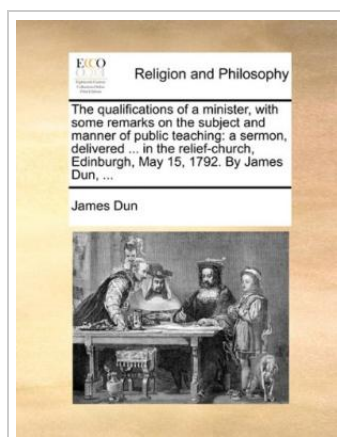 ECCO
Religion and Philosophy
The qualifications of a minister, with
some remarks on the subject and
manner of public teaching: a sermon,
delivered ... in the relief-church,
Edinburgh, May 15, 1792. By James
Dun, ...
James Dun